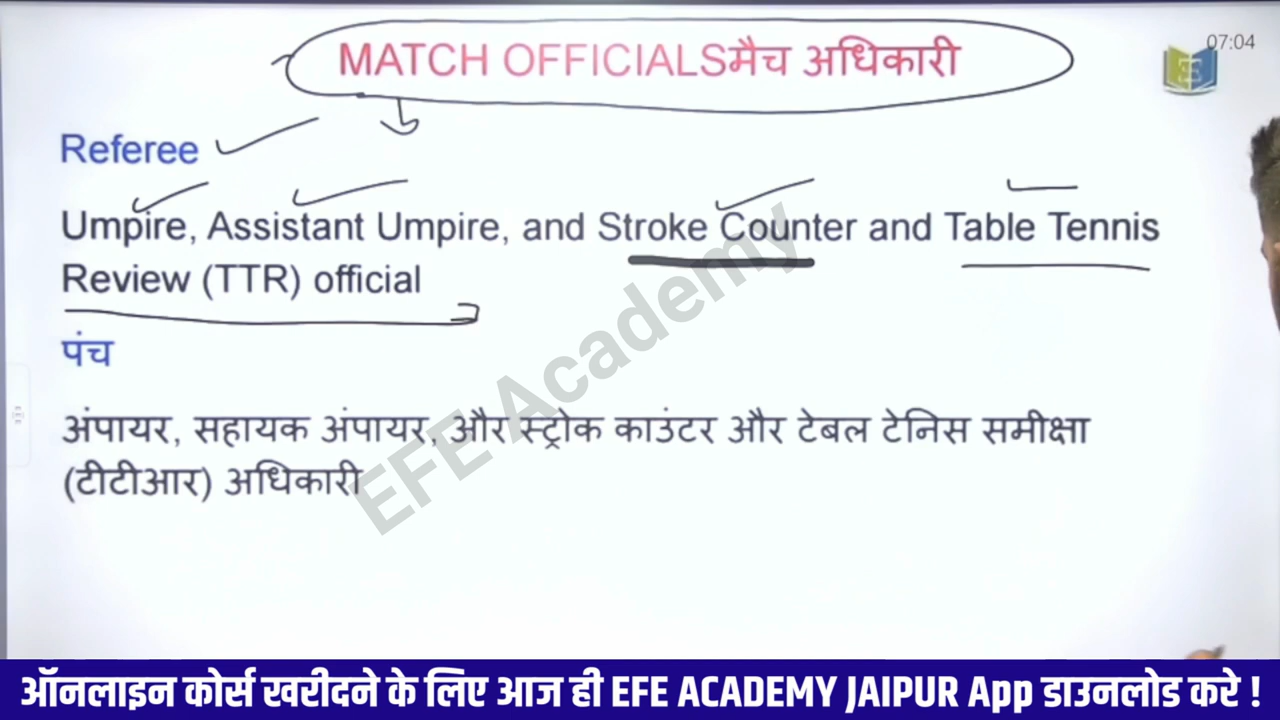 MATCH OFFICIALSमैच अधिकारी
07:04
Referee
Umpire, Assistant Umpire, and Stroke Counter and Table Tennis
Review (TTR) official
पंच
अंपायर, सहायक अंपायर, और स्ट्रोक काउंटर और टेबल टेनिस समीक्षा
(टीटीआर) अधिकारी
EFE Academy
ऑनलाइन कोर्स खरीदने के लिए आज ही EFE ACADEMY JAIPUR App डाउनलोड करे !